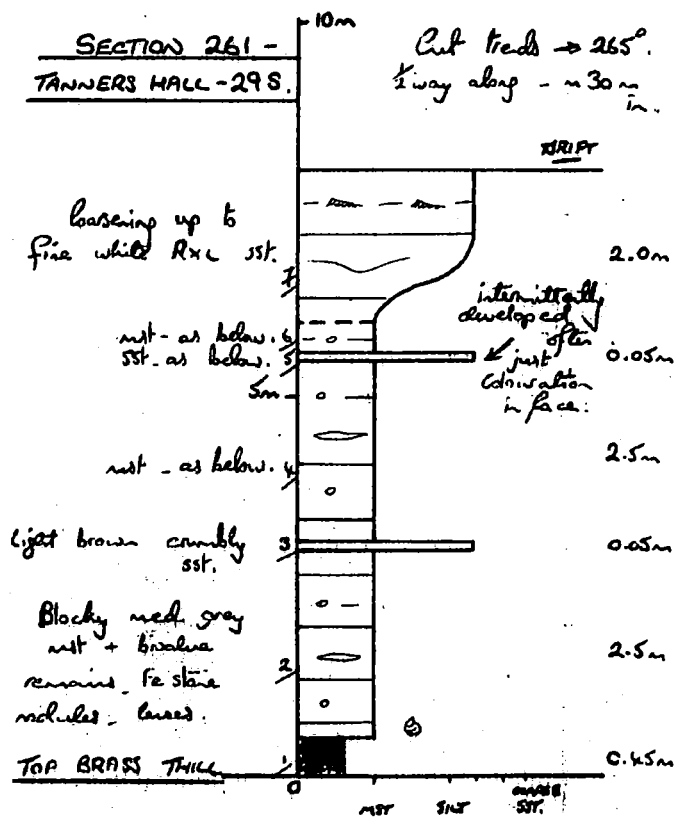 SECTION 261 -
TANNERS HALL - 29S.
10m
Cut trends → 265°.
½ way along - ~ 30m
in.
DRIFT
Coarsening up to
fine white RxL sst.
7
2.0m
intermittently
developed
often
just
coloration
in face.
mst - as below. 6
sst - as below. 5
0.05m
5m
mst - as below. 4
2.5m
Light brown crumbly 3
sst.
0.05m
Blocky med. grey
mst + bivalve
remains. Fe stone
nodules - lenses.
2
2.5m
TOP BRASS THILL
1
0.45m
0
MST SILT COARSE
SST.